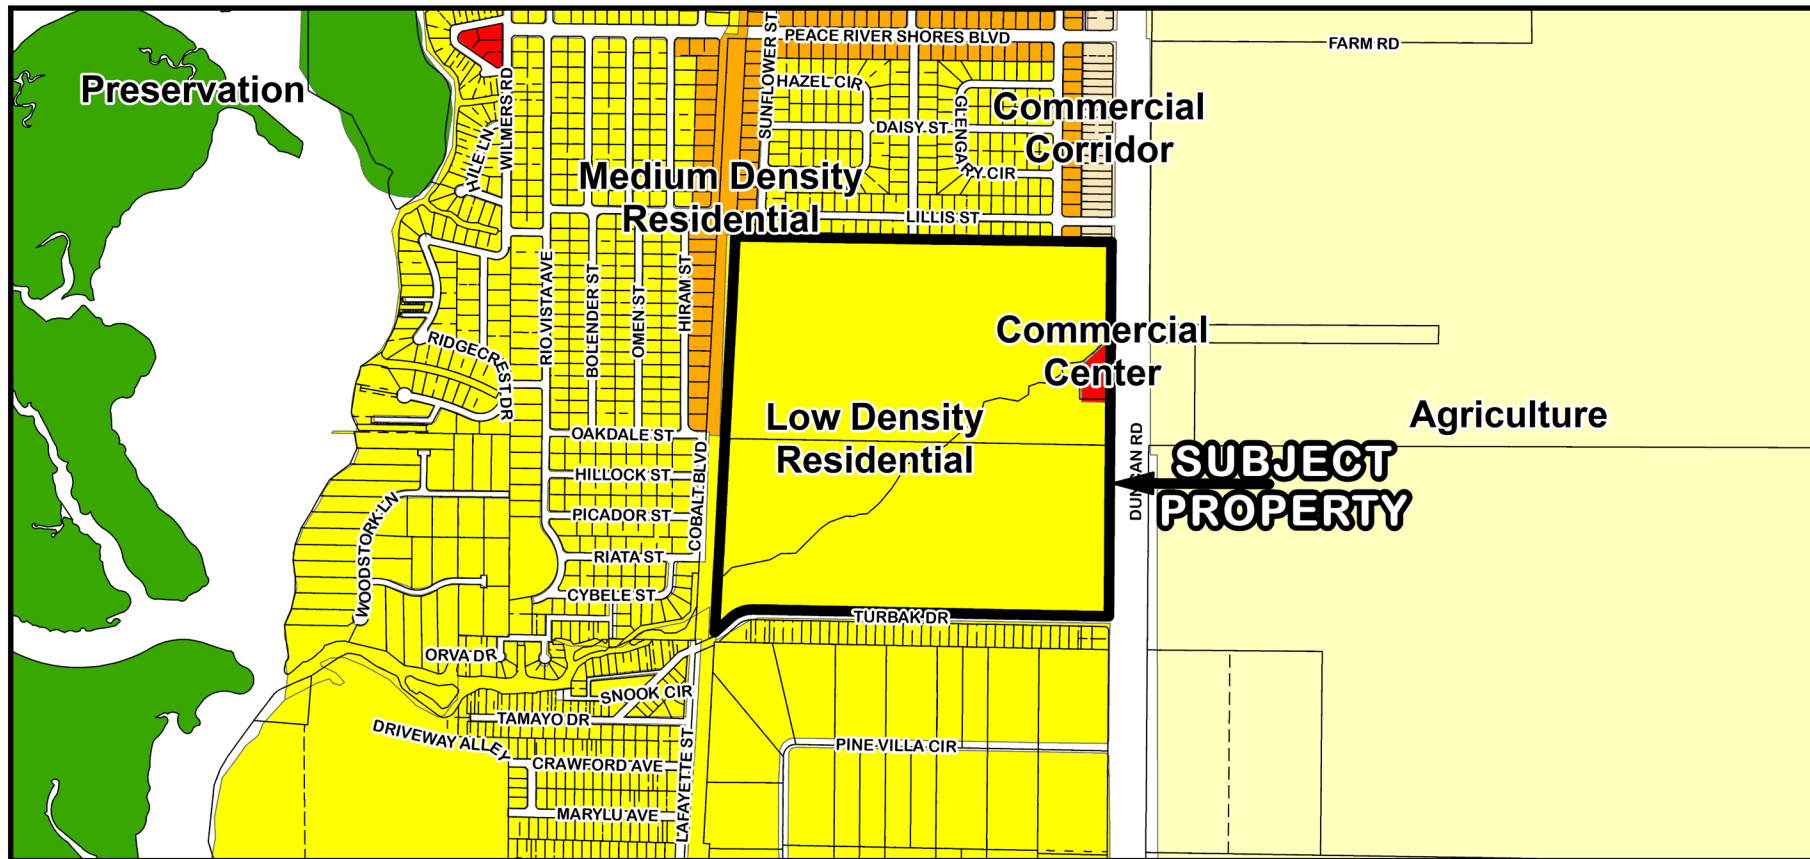 PEACE RIVER SHORES BLVD
FARM RD
SUNFLOWER ST
HAZEL CIR
Preservation
WILMERS RD
GLENGARY CIR
Commercial
Corridor
DAISY ST
HILE LN
Medium Density
Residential
LILLIS ST
RIO VISTA AVE
BOLENDER ST
OMEN ST
HIRAM ST
RIDGECREST DR
Commercial
Center
Low Density
Residential
Agriculture
OAKDALE ST
DUNCAN RD
SUBJECT
PROPERTY
HILLOCK ST
COBALT BLVD
PICADOR ST
WOODSTORK LN
RIATA ST
CYBELE ST
TURBAK DR
ORVA DR
SNOOK CIR
TAMAYO DR
DRIVEWAY ALLEY
PINE VILLA CIR
CRAWFORD AVE
LAFAYETTE ST
MARYLU AVE